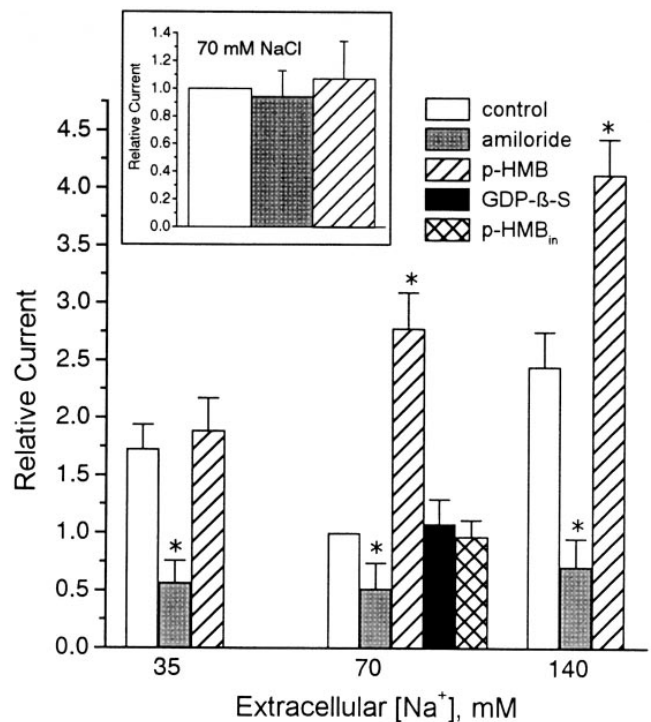 70 mM NaCl
Relative Current
1.4
1.2
1.0
0.8
0.6
0.4
0.2
0.0
control
amiloride
p-HMB
GDP-ß-S
p-HMB_in
Relative Current
4.5
4.0
3.5
3.0
2.5
2.0
1.5
1.0
0.5
0.0
*
*
*
*
*
35
70
140
Extracellular [Na⁺], mM